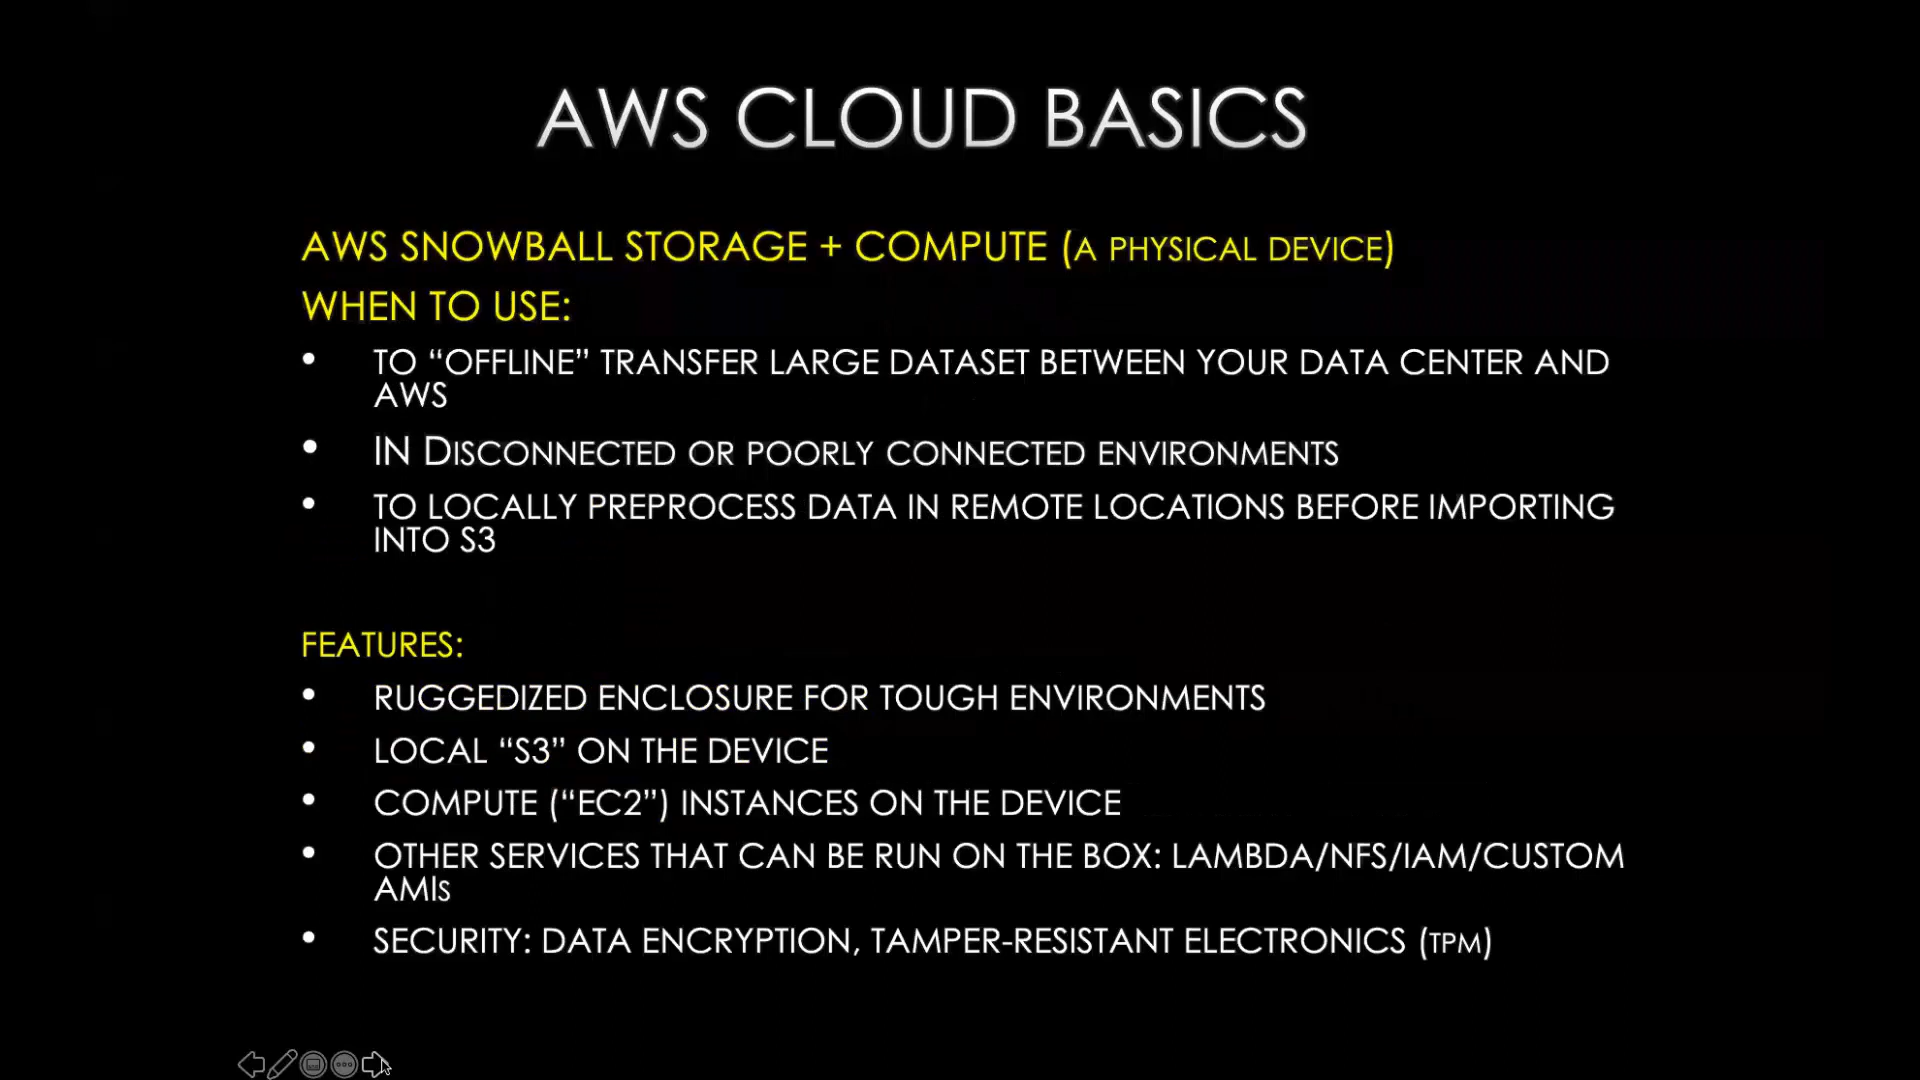 AWS CLOUD BASICS
AWS SNOWBALL STORAGE + COMPUTE (A PHYSICAL DEVICE)
WHEN TO USE:
• TO “OFFLINE” TRANSFER LARGE DATASET BETWEEN YOUR DATA CENTER AND
AWS
• IN DISCONNECTED OR POORLY CONNECTED ENVIRONMENTS
• TO LOCALLY PREPROCESS DATA IN REMOTE LOCATIONS BEFORE IMPORTING
INTO S3
FEATURES:
• RUGGEDIZED ENCLOSURE FOR TOUGH ENVIRONMENTS
• LOCAL “S3” ON THE DEVICE
• COMPUTE (“EC2”) INSTANCES ON THE DEVICE
• OTHER SERVICES THAT CAN BE RUN ON THE BOX: LAMBDA/NFS/IAM/CUSTOM
AMIs
• SECURITY: DATA ENCRYPTION, TAMPER-RESISTANT ELECTRONICS (TPM)